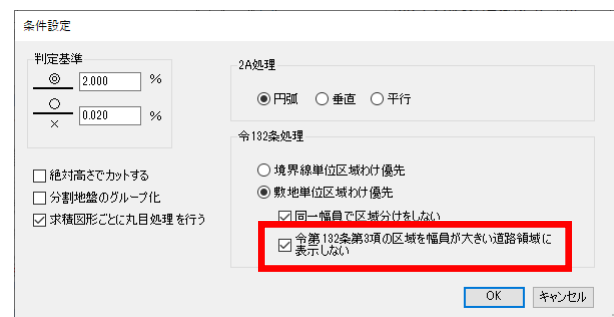 条件設定
判定基準
◎ 2.000 %
○
× 0.020 %
絶対高さでカットする
分割地盤のグループ化
求積図形ごとに丸目処理を行う
2A処理
円弧 垂直 平行
令132条処理
境界線単位区域わけ優先
敷地単位区域わけ優先
同一幅員で区域分けをしない
令第132条第3項の区域を幅員が大きい道路領域に
表示しない
OK キャンセル